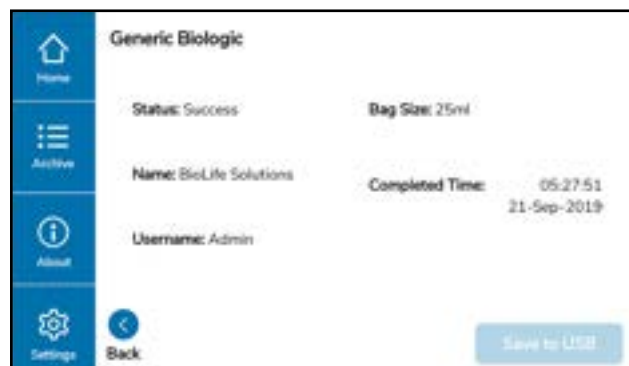 Generic Biologic
Home
Status: Success
Bag Size: 25ml
Archive
Name: BioLife Solutions
Completed Time: 05:27:51
21-Sep-2019
About
Username: Admin
Settings
Back
Save to USB